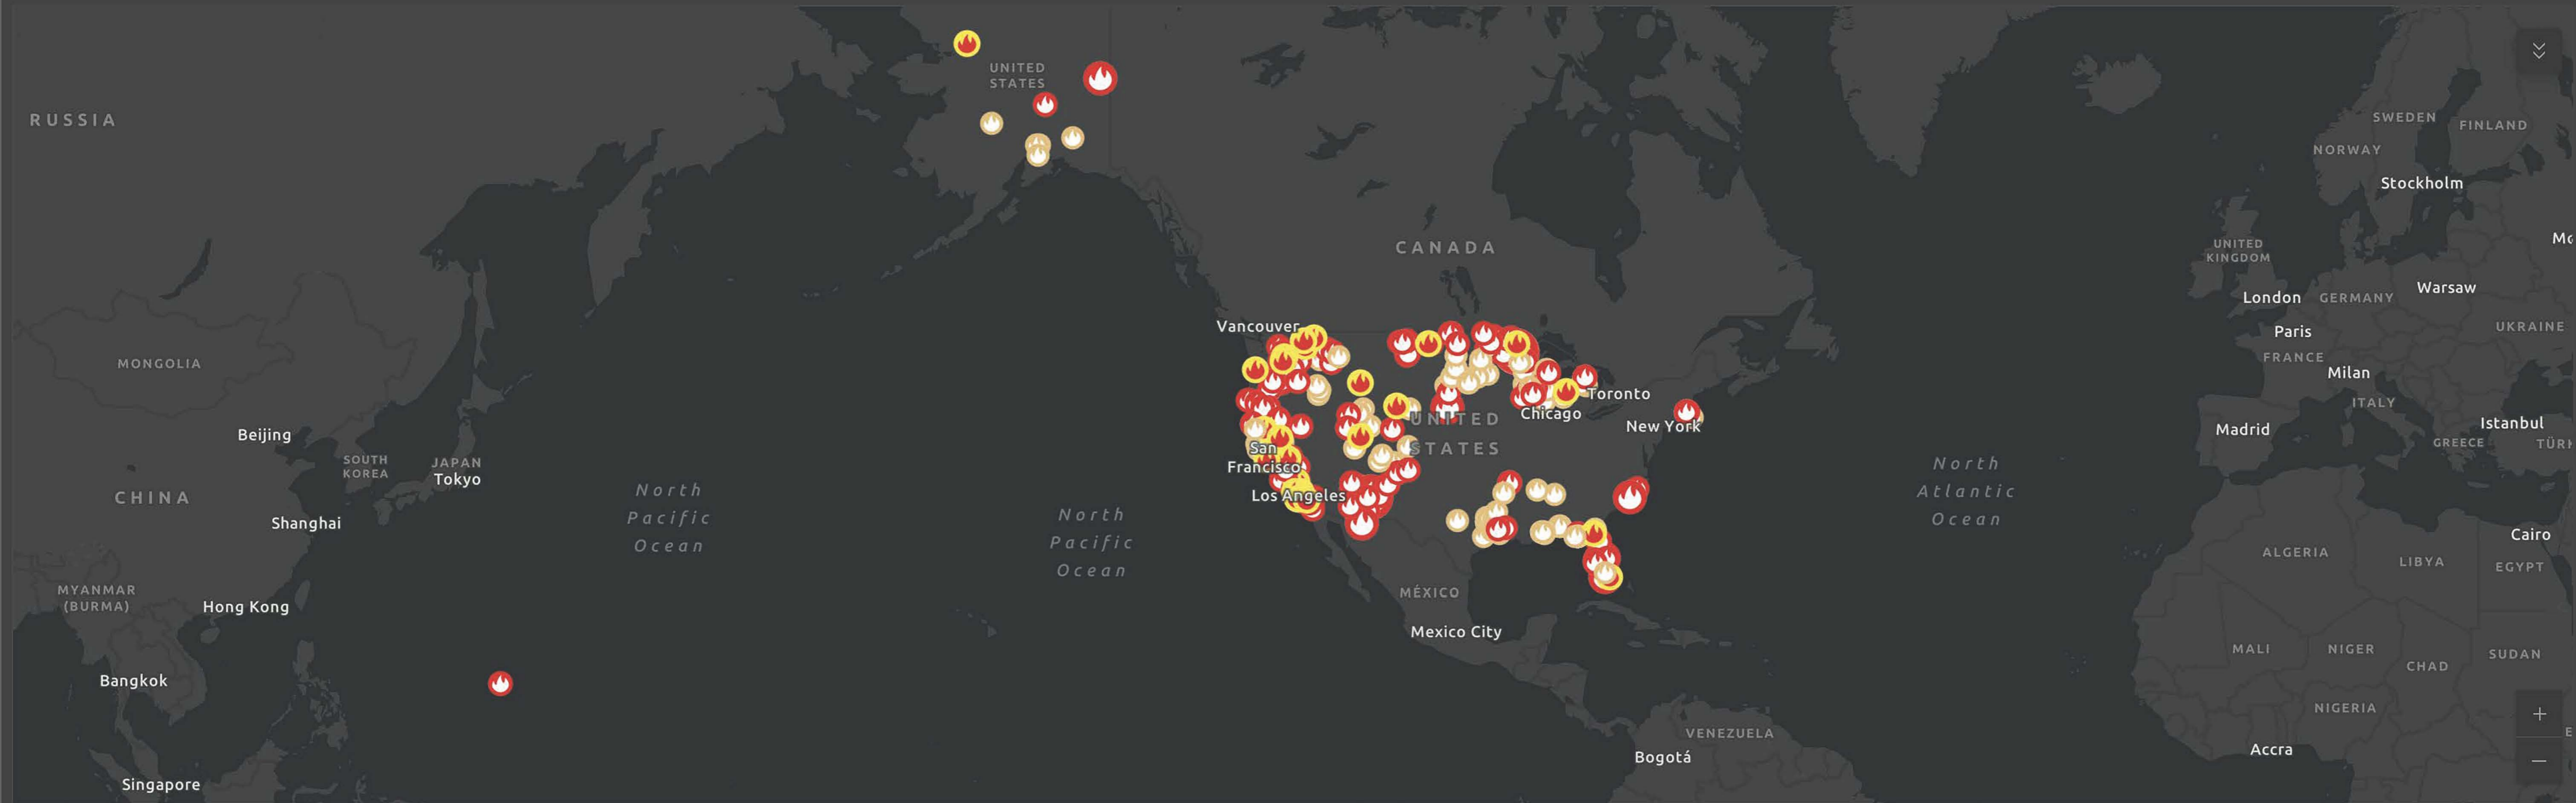 UNITED
STATES
RUSSIA
SWEDEN
FINLAND
NORWAY
Stockholm
CANADA
UNITED
KINGDOM
London
GERMANY
Warsaw
Vancouver
Paris
UKRAINE
MONGOLIA
FRANCE
Milan
Toronto
ITALY
Chicago
UNITED
STATES
New York
Istanbul
Madrid
Beijing
GREECE
San
Francisco
SOUTH
KOREA
JAPAN
Tokyo
North
Atlantic
Ocean
CHINA
North
Pacific
Ocean
Los Angeles
Shanghai
North
Pacific
Ocean
Cairo
ALGERIA
LIBYA
EGYPT
MYANMAR
(BURMA)
Hong Kong
MÉXICO
Mexico City
MALI
NIGER
SUDAN
CHAD
Bangkok
NIGERIA
VENEZUELA
Bogotá
Accra
Singapore